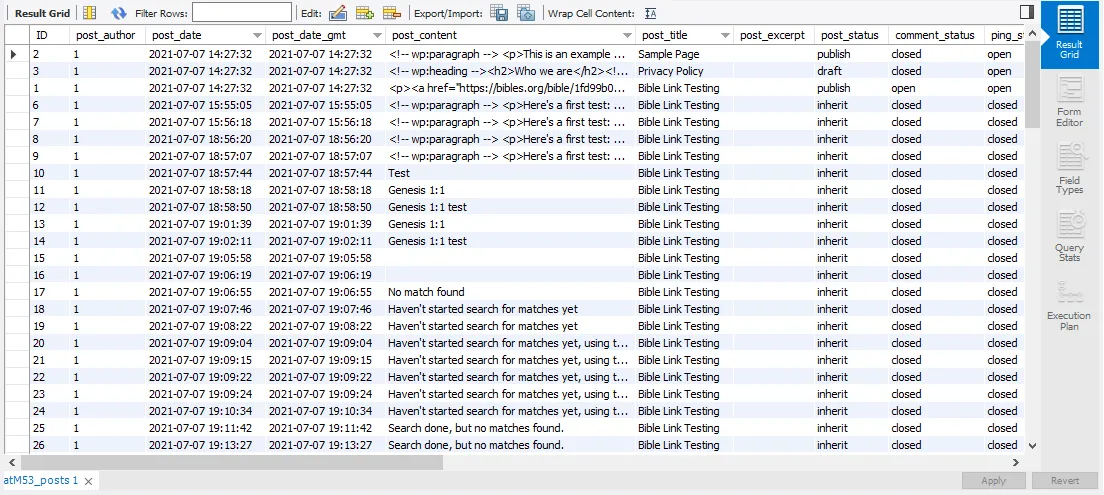 Result Grid Filter Rows: Edit: Export/Import: Wrap Cell Content:
ID post_author post_date post_date_gmt post_content post_title post_excerpt post_status comment_status ping_s
2 1 2021-07-07 14:27:32 2021-07-07 14:27:32 <!-- wp:paragraph --> <p>This is an example ... Sample Page publish closed open
3 1 2021-07-07 14:27:32 2021-07-07 14:27:32 <!-- wp:heading --><h2>Who we are</h2><!... Privacy Policy draft closed open
1 1 2021-07-07 14:27:32 2021-07-07 14:27:32 <p><a href="https://bibles.org/bible/1fd99b0... Bible Link Testing publish open open
6 1 2021-07-07 15:55:05 2021-07-07 15:55:05 <!-- wp:paragraph --> <p>Here's a first test: ... Bible Link Testing inherit closed closed
7 1 2021-07-07 15:56:18 2021-07-07 15:56:18 <!-- wp:paragraph --> <p>Here's a first test: ... Bible Link Testing inherit closed closed
8 1 2021-07-07 18:56:20 2021-07-07 18:56:20 <!-- wp:paragraph --> <p>Here's a first test: ... Bible Link Testing inherit closed closed
9 1 2021-07-07 18:57:07 2021-07-07 18:57:07 <!-- wp:paragraph --> <p>Here's a first test: ... Bible Link Testing inherit closed closed
10 1 2021-07-07 18:57:44 2021-07-07 18:57:44 Test Bible Link Testing inherit closed closed
11 1 2021-07-07 18:58:18 2021-07-07 18:58:18 Genesis 1:1 Bible Link Testing inherit closed closed
12 1 2021-07-07 18:58:50 2021-07-07 18:58:50 Genesis 1:1 test Bible Link Testing inherit closed closed
13 1 2021-07-07 19:01:39 2021-07-07 19:01:39 Genesis 1:1 Bible Link Testing inherit closed closed
14 1 2021-07-07 19:02:11 2021-07-07 19:02:11 Genesis 1:1 test Bible Link Testing inherit closed closed
15 1 2021-07-07 19:05:58 2021-07-07 19:05:58 Bible Link Testing inherit closed closed
16 1 2021-07-07 19:06:19 2021-07-07 19:06:19 Bible Link Testing inherit closed closed
17 1 2021-07-07 19:06:55 2021-07-07 19:06:55 No match found Bible Link Testing inherit closed closed
18 1 2021-07-07 19:07:46 2021-07-07 19:07:46 Haven't started search for matches yet Bible Link Testing inherit closed closed
19 1 2021-07-07 19:08:22 2021-07-07 19:08:22 Haven't started search for matches yet Bible Link Testing inherit closed closed
20 1 2021-07-07 19:09:04 2021-07-07 19:09:04 Haven't started search for matches yet, using t... Bible Link Testing inherit closed closed
21 1 2021-07-07 19:09:15 2021-07-07 19:09:15 Haven't started search for matches yet, using t... Bible Link Testing inherit closed closed
22 1 2021-07-07 19:09:22 2021-07-07 19:09:22 Haven't started search for matches yet, using t... Bible Link Testing inherit closed closed
23 1 2021-07-07 19:09:24 2021-07-07 19:09:24 Haven't started search for matches yet, using t... Bible Link Testing inherit closed closed
24 1 2021-07-07 19:10:34 2021-07-07 19:10:34 Haven't started search for matches yet, using t... Bible Link Testing inherit closed closed
25 1 2021-07-07 19:11:42 2021-07-07 19:11:42 Search done, but no matches found. Bible Link Testing inherit closed closed
26 1 2021-07-07 19:13:27 2021-07-07 19:13:27 Search done, but no matches found. Bible Link Testing inherit closed closed
Result
Grid
Form
Editor
Field
Types
Query
Stats
Execution
Plan
atM53_posts 1 Apply Revert